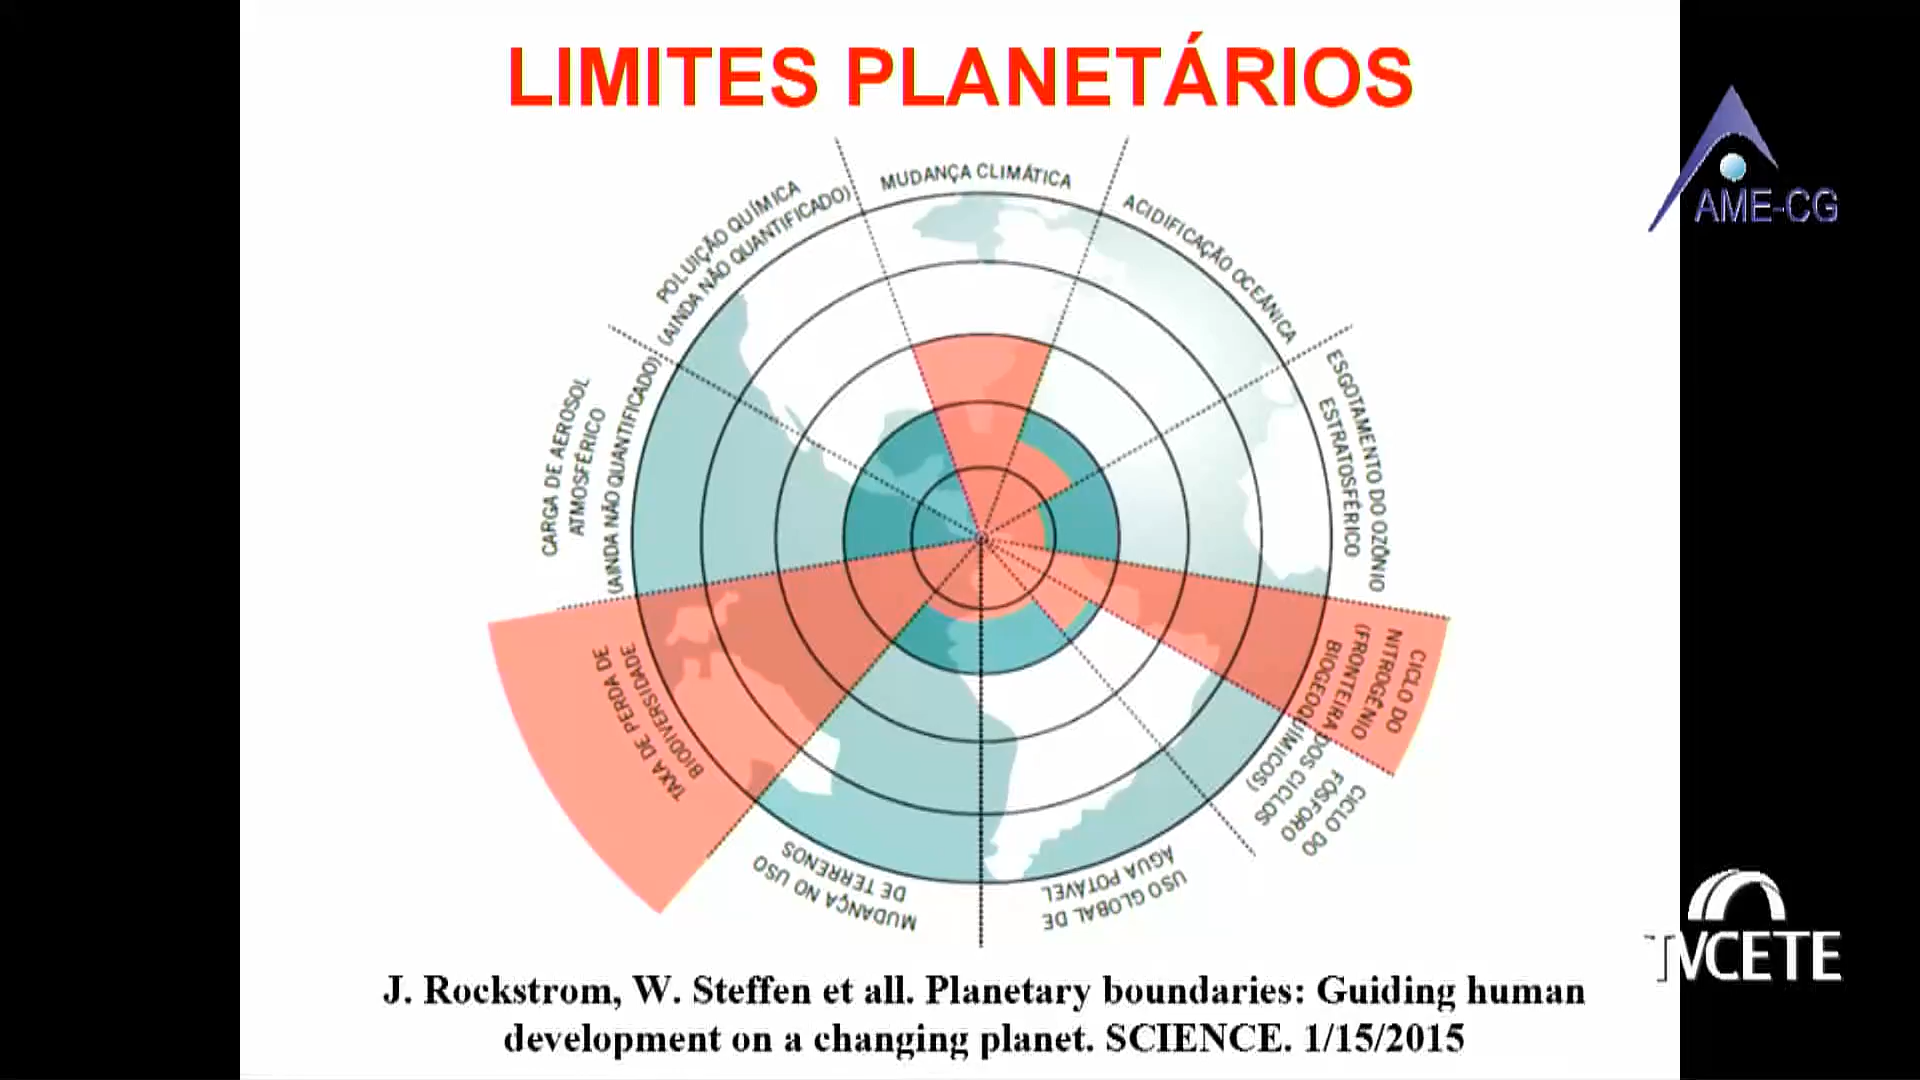 LIMITES PLANETÁRIOS
MUDANÇA CLIMÁTICA
ACIDIFICAÇÃO OCEÂNICA
ESGOTAMENTO DO OZÔNIO
ESTRATOSFÉRICO
CICLO DO
NITROGÊNIO
(FRONTEIRA
BIOGEOQUÍMICOS)
DOS CICLOS
CICLO DO
FÓSFORO
USO GLOBAL DE
ÁGUA POTÁVEL
MUDANÇA NO USO
DE TERRENOS
TAXA DE PERDA DE
BIODIVERSIDADE
CARGA DE AEROSOL
ATMOSFÉRICO
(AINDA NÃO QUANTIFICADO)
POLUIÇÃO QUÍMICA
(AINDA NÃO QUANTIFICADO)
J. Rockstrom, W. Steffen et all. Planetary boundaries: Guiding human
development on a changing planet. SCIENCE. 1/15/2015
AME-CG
TVCETE